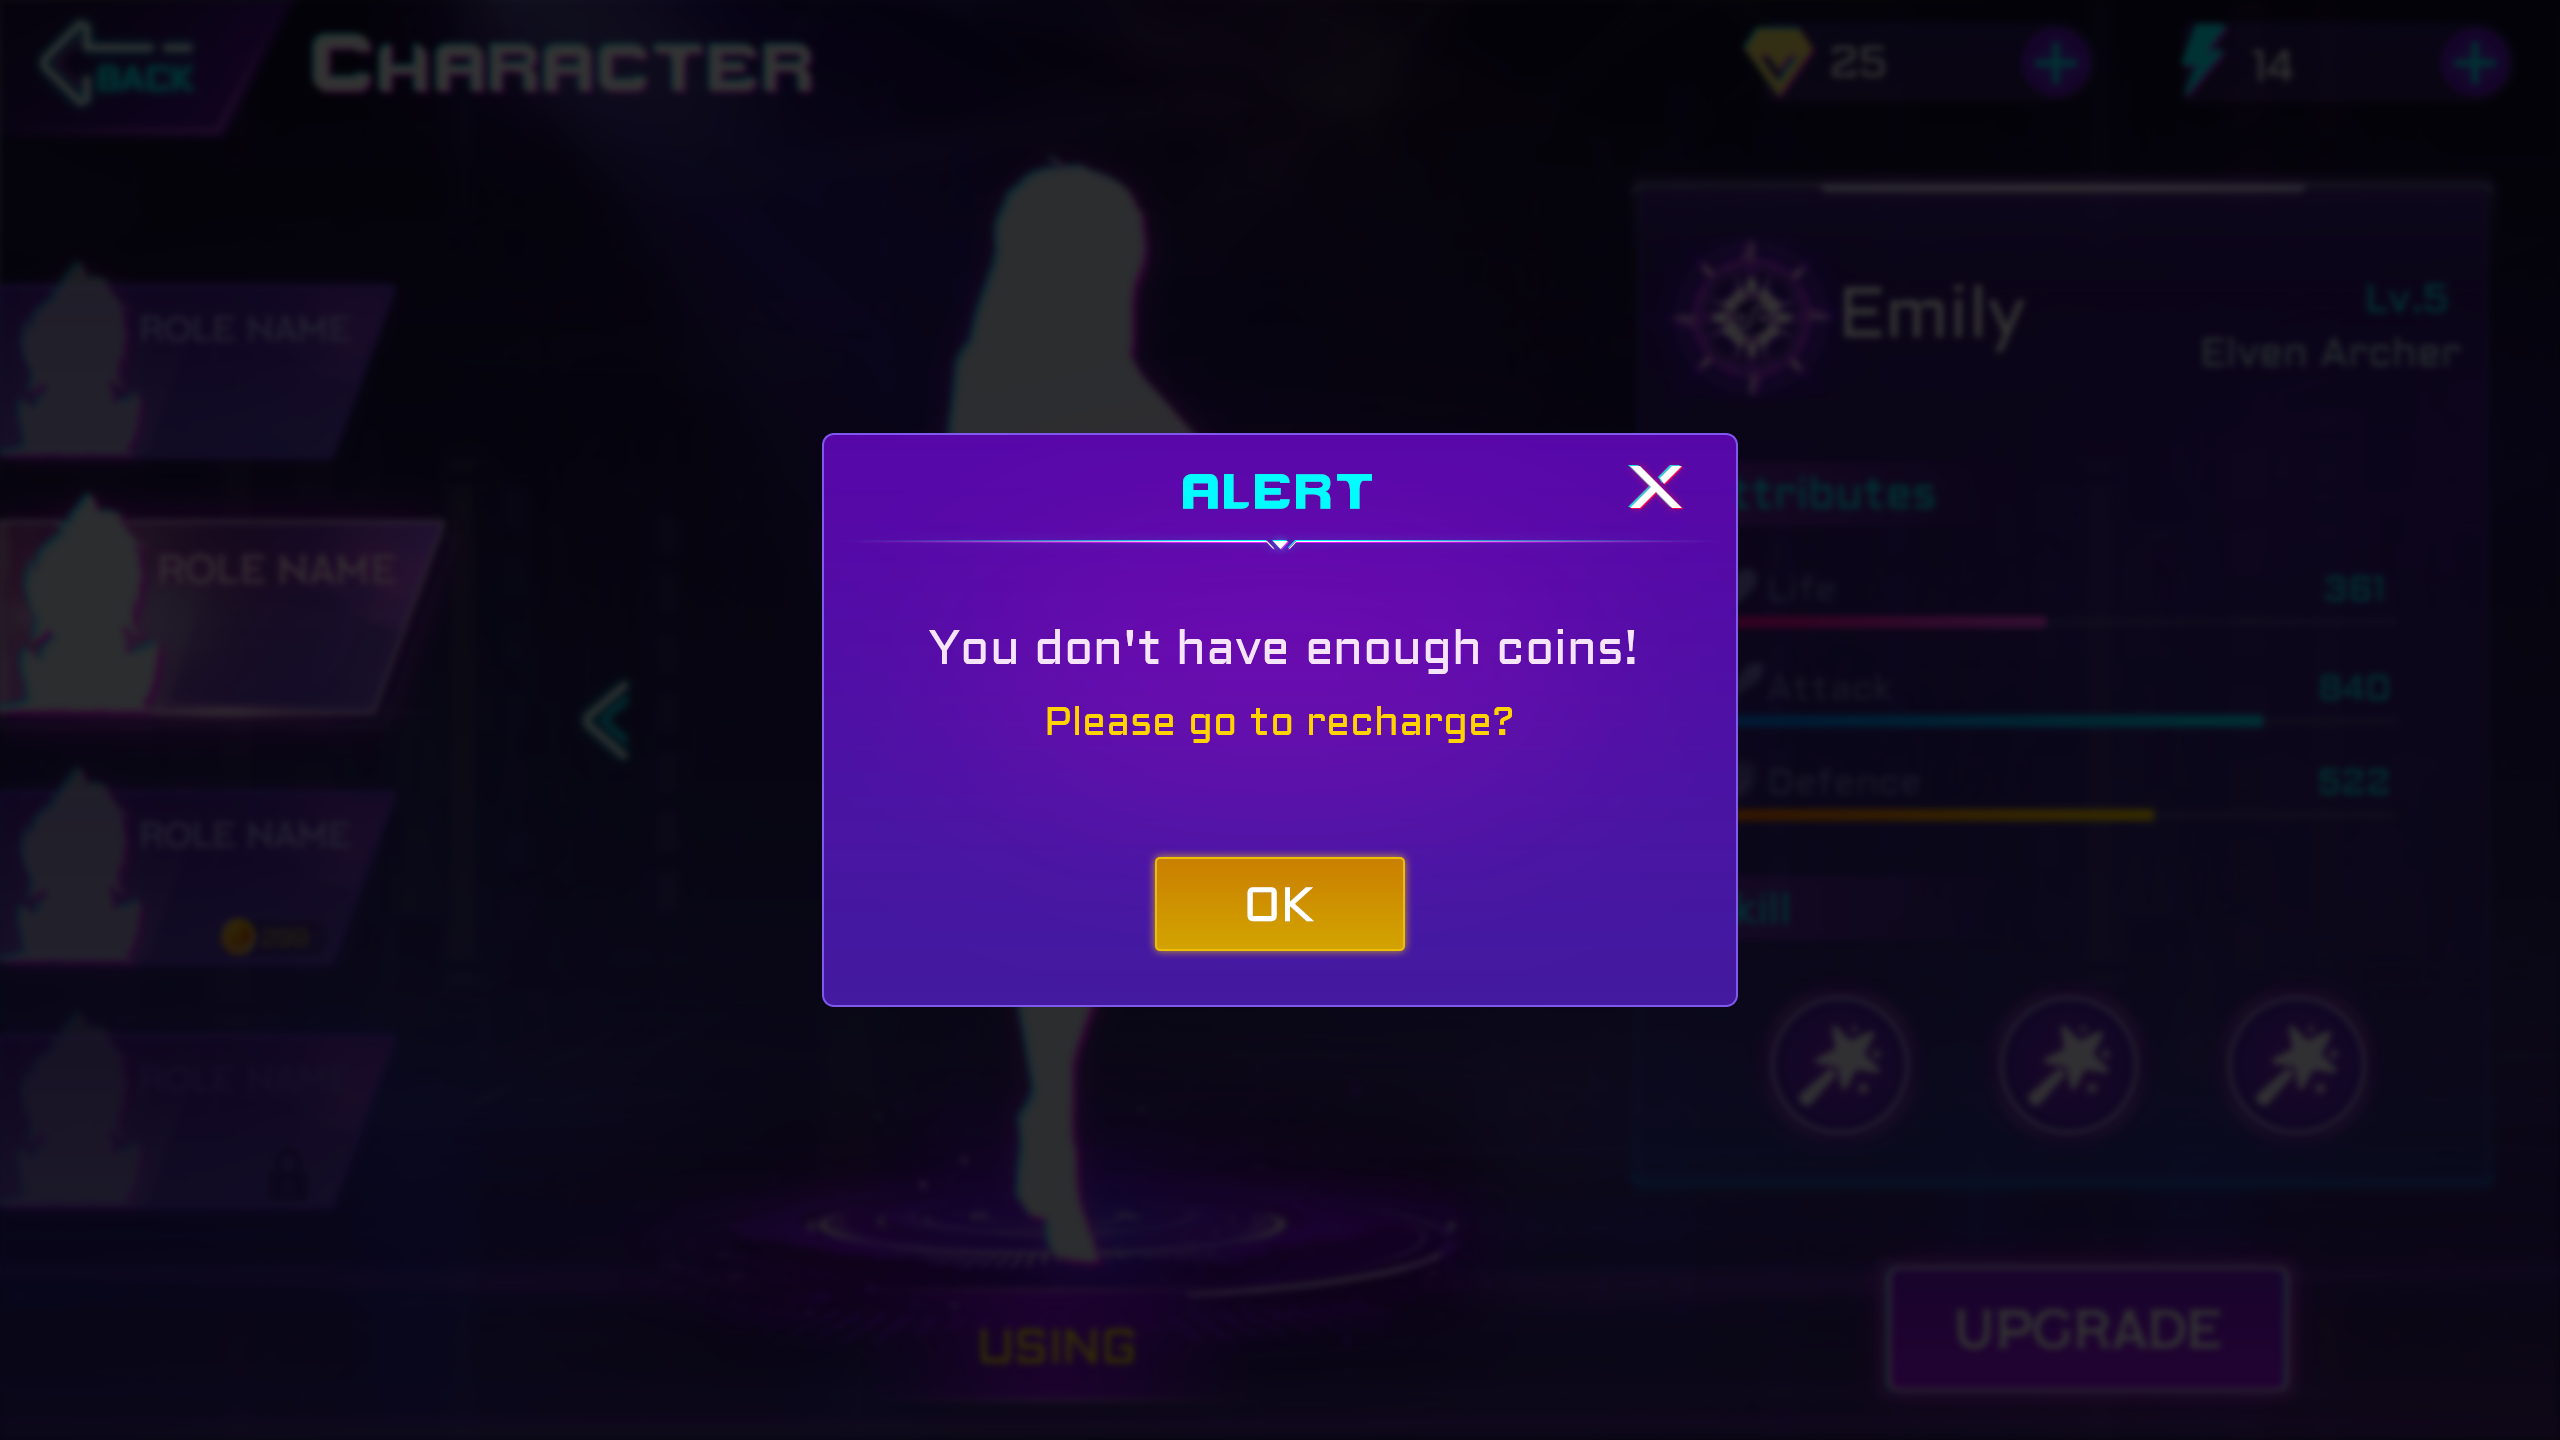 BACK
CHARACTER
25
14
ROLE NAME
ROLE NAME
ROLE NAME
ROLE NAME
Emily
Lv.5
Elven Archer
ttributes
Life
361
Attack
840
Defence
522
kill
ALERT
X
You don't have enough coins!
Please go to recharge?
OK
USING
UPGRADE